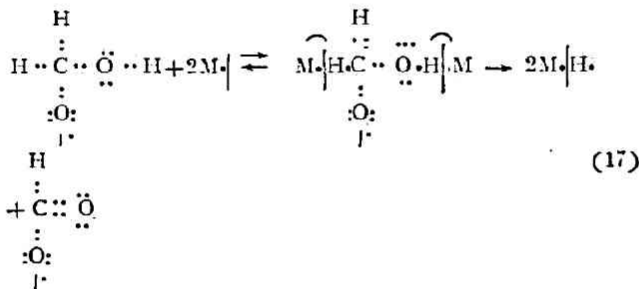 H H
H ·· C ·· Ö ·· H + 2M·| ⇌ M·|H·C ·· O·H|·M → 2M·|H·
:O: :O:
|· |·
H (17)
+ C :: O
:O:
|·